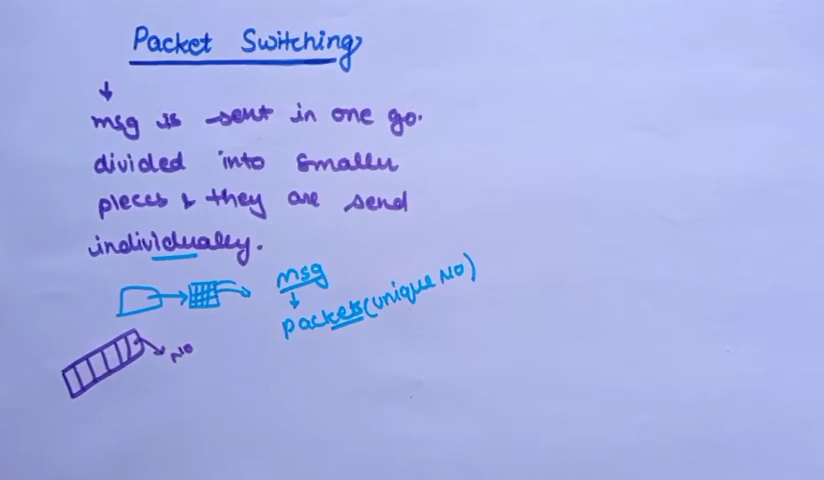 Packet Switching
msg is sent in one go.
divided into smaller
pieces & they are send
individually.
msg
packets (unique No)
No